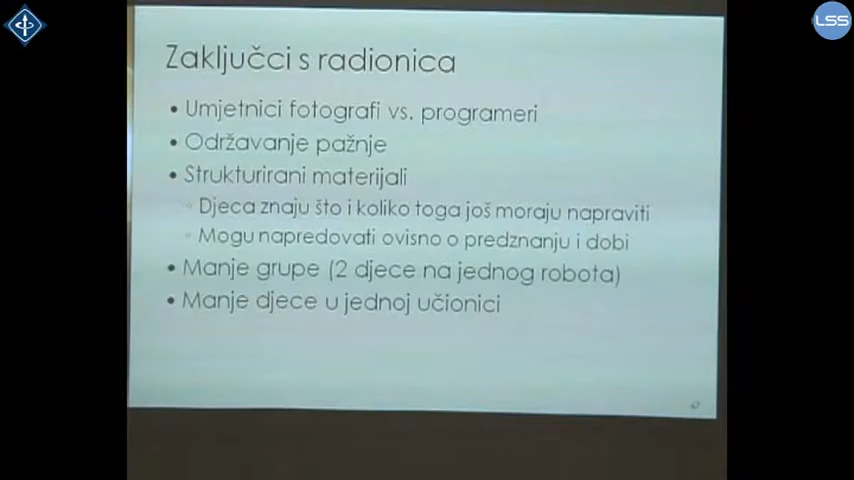 LSS
Zaključci s radionica
• Umjetnici fotografi vs. programeri
• Održavanje pažnje
• Strukturirani materijali
◦ Djeca znaju što i koliko toga još moraju napraviti
◦ Mogu napredovati ovisno o predznanju i dobi
• Manje grupe (2 djece na jednog robota)
• Manje djece u jednoj učionici